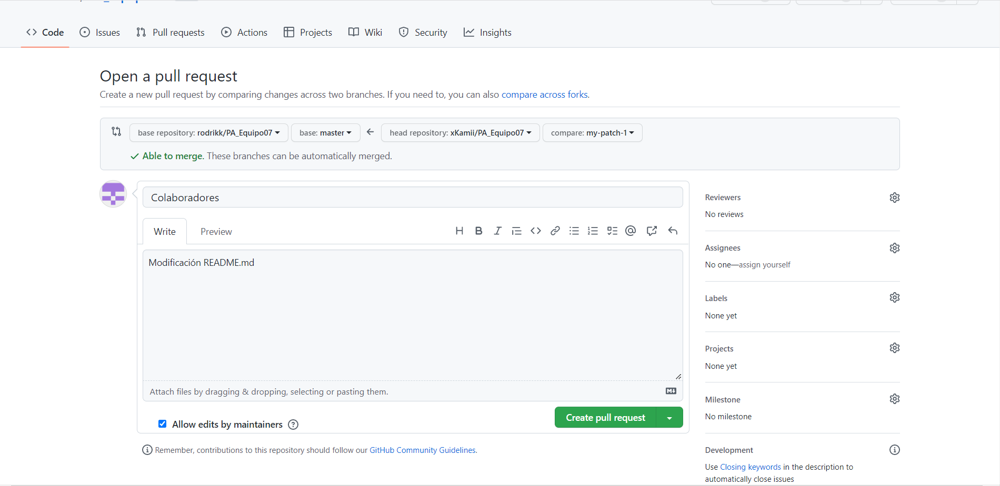 Code Issues Pull requests Actions Projects Wiki Security Insights
Open a pull request
Create a new pull request by comparing changes across two branches. If you need to, you can also compare across forks.
base repository: rodrikk/PA_Equipo07 base: master head repository: xKamii/PA_Equipo07 compare: my-patch-1
Able to merge. These branches can be automatically merged.
Colaboradores
Write Preview
Modificación README.md
Attach files by dragging & dropping, selecting or pasting them.
Allow edits by maintainers
Create pull request
Remember, contributions to this repository should follow our GitHub Community Guidelines.
Reviewers
No reviews
Assignees
No one—assign yourself
Labels
None yet
Projects
None yet
Milestone
No milestone
Development
Use Closing keywords in the description to
automatically close issues